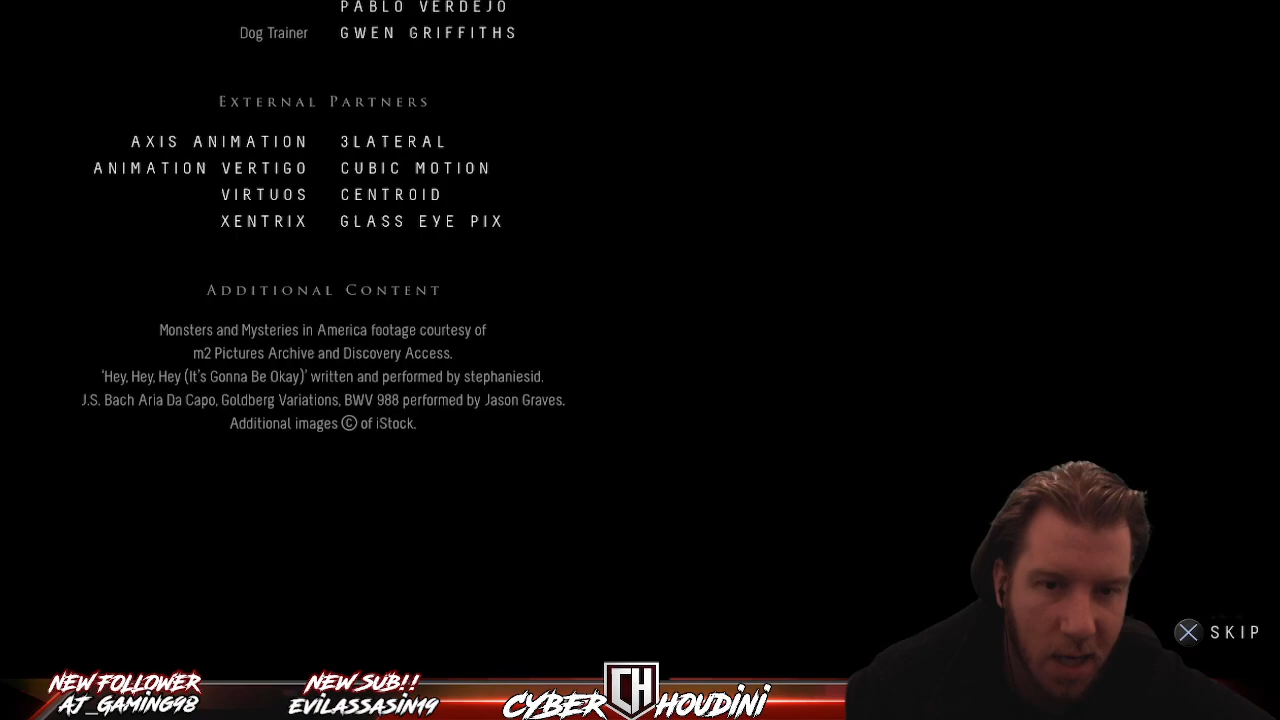 PABLO VERDEJO
Dog Trainer GWEN GRIFFITHS
EXTERNAL PARTNERS
AXIS ANIMATION 3LATERAL
ANIMATION VERTIGO CUBIC MOTION
VIRTUOS CENTROID
XENTRIX GLASS EYE PIX
ADDITIONAL CONTENT
Monsters and Mysteries in America footage courtesy of
m2 Pictures Archive and Discovery Access.
'Hey, Hey, Hey (It's Gonna Be Okay)' written and performed by stephaniesid.
J.S. Bach Aria Da Capo, Goldberg Variations, BWV 988 performed by Jason Graves.
Additional images © of iStock.
SKIP
NEW FOLLOWER
AJ_GAMING98
NEW SUB!!
EVILASSASIN19
CYBER CH HOUDINI